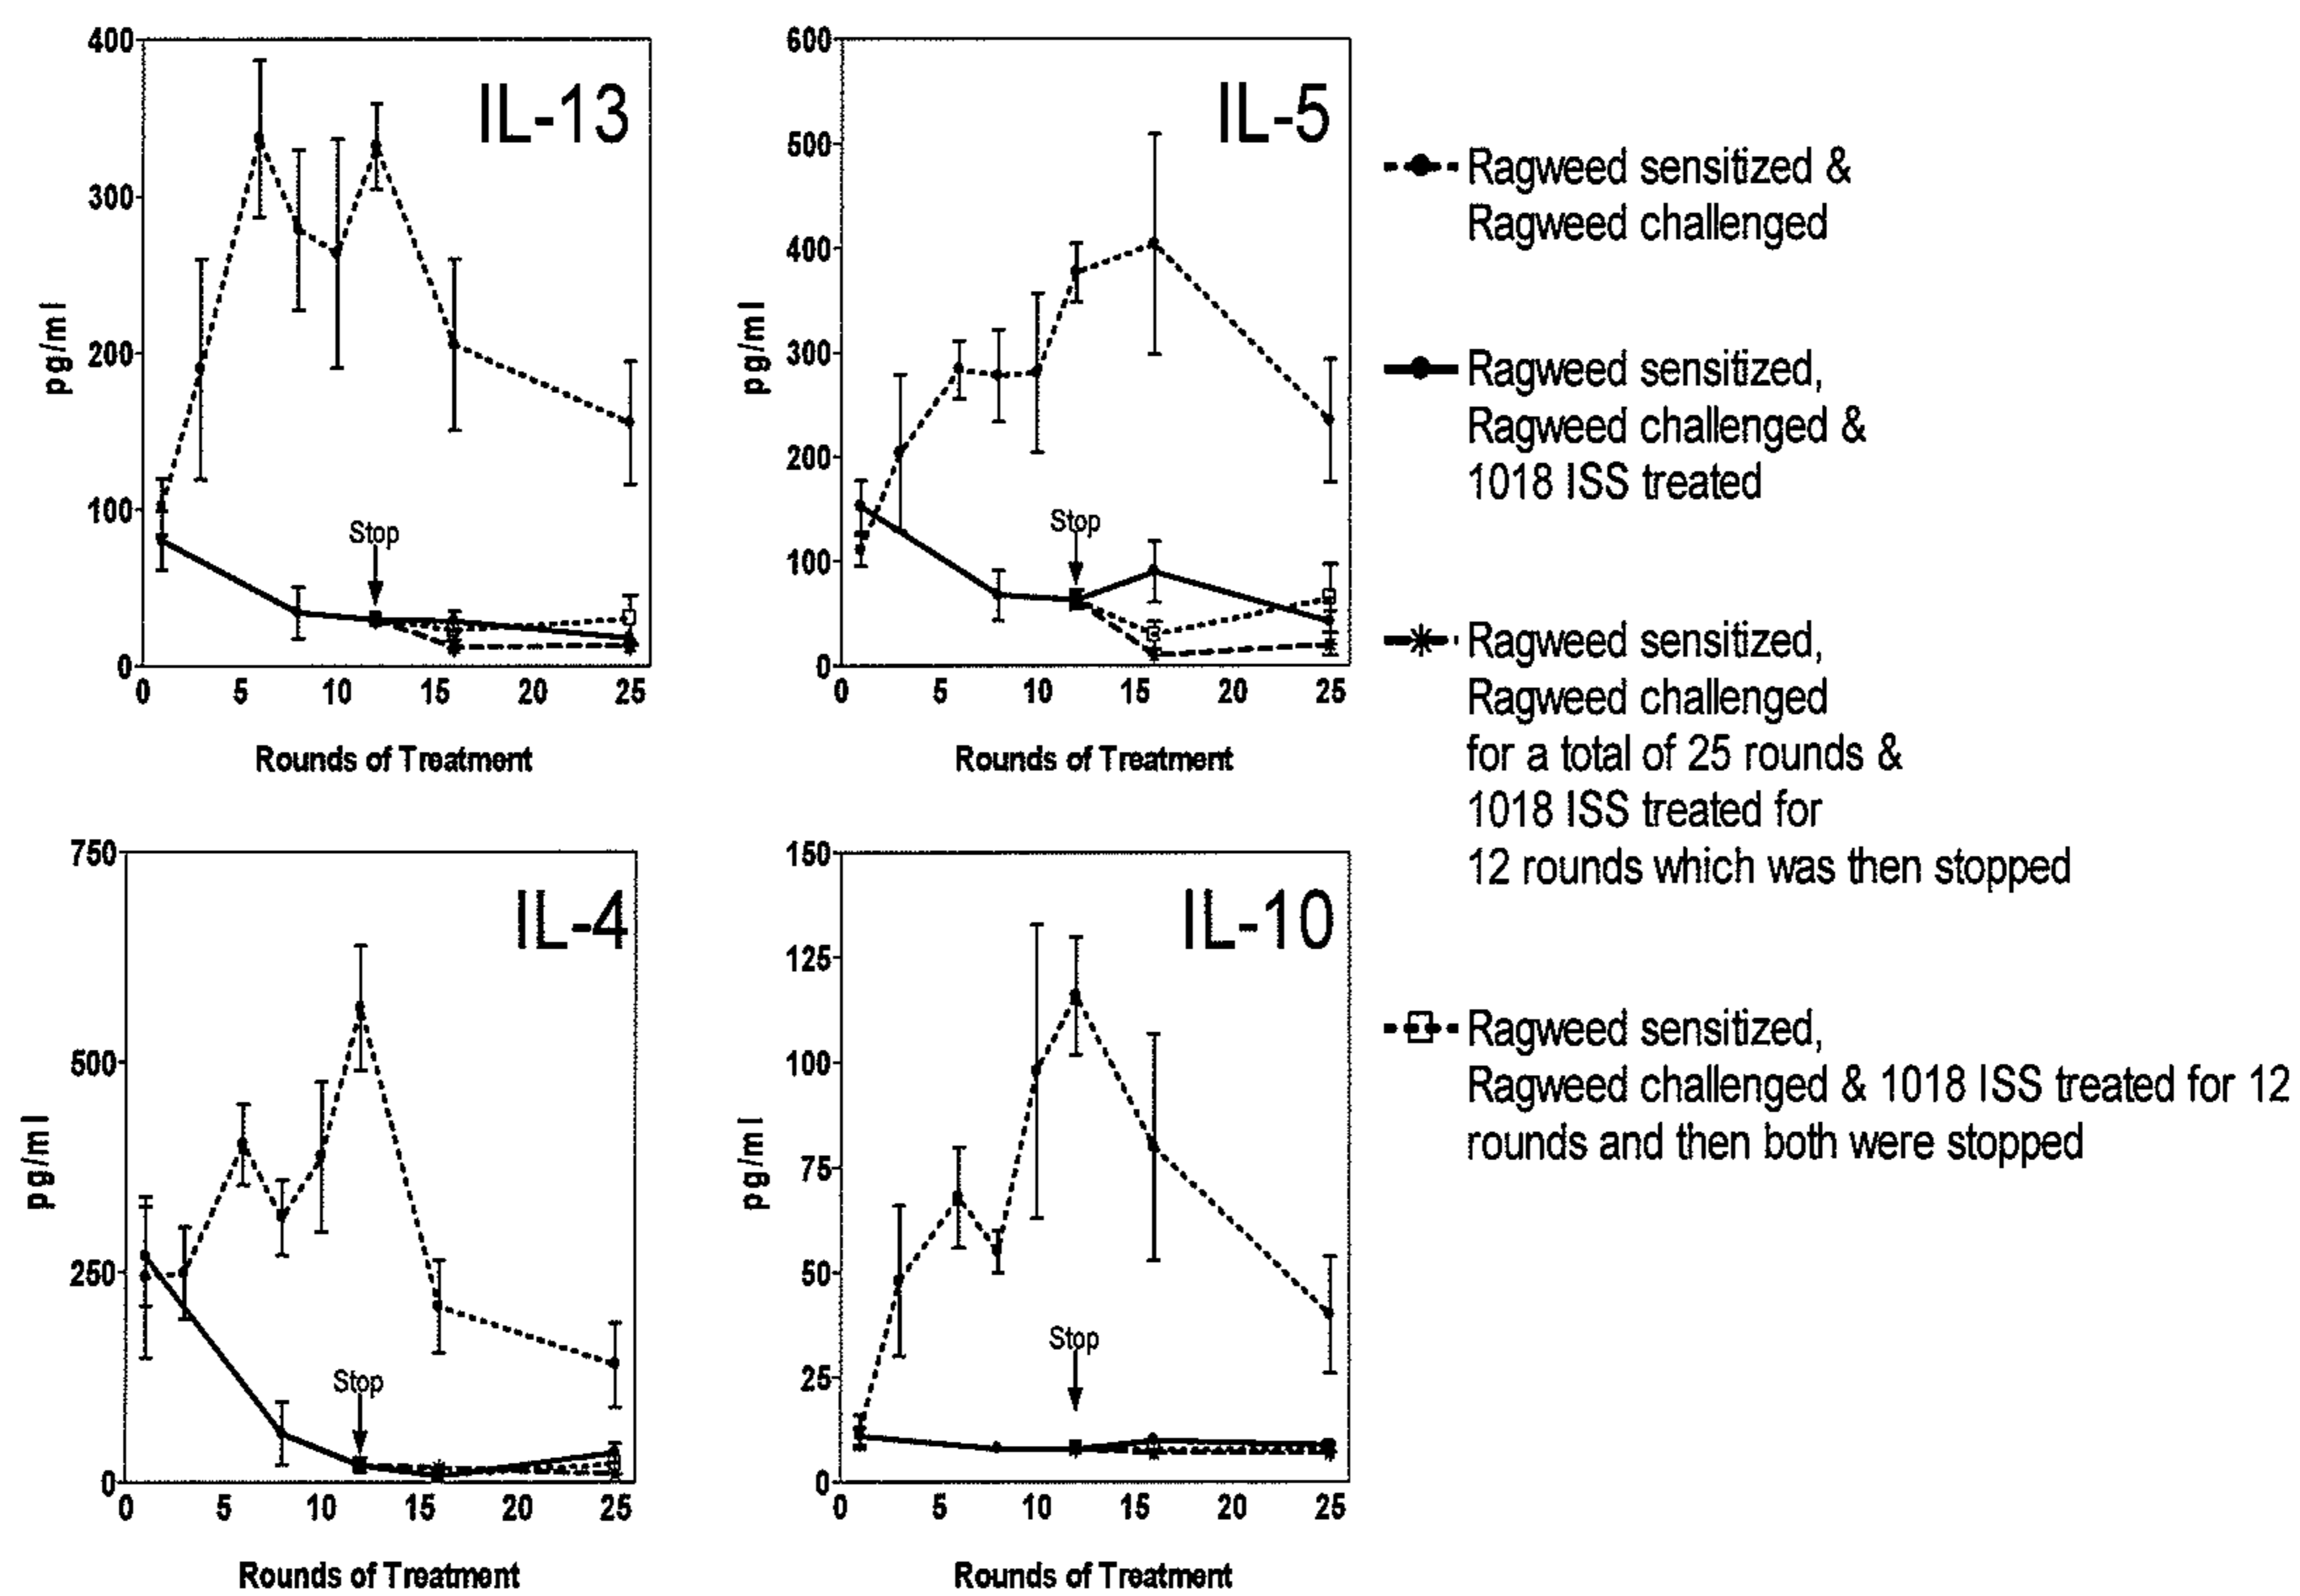 400
300
200
100
0
IL-13
pg/ml
Stop
0 5 10 15 20 25
Rounds of Treatment
600
500
400
300
200
100
0
IL-5
pg/ml
Stop
0 5 10 15 20 25
Rounds of Treatment
750
500
250
0
IL-4
pg/ml
Stop
0 5 10 15 20 25
Rounds of Treatment
150
125
100
75
50
25
0
IL-10
pg/ml
Stop
0 5 10 15 20 25
Rounds of Treatment
Ragweed sensitized &
Ragweed challenged
Ragweed sensitized,
Ragweed challenged &
1018 ISS treated
Ragweed sensitized,
Ragweed challenged
for a total of 25 rounds &
1018 ISS treated for
12 rounds which was then stopped
Ragweed sensitized,
Ragweed challenged & 1018 ISS treated for 12
rounds and then both were stopped